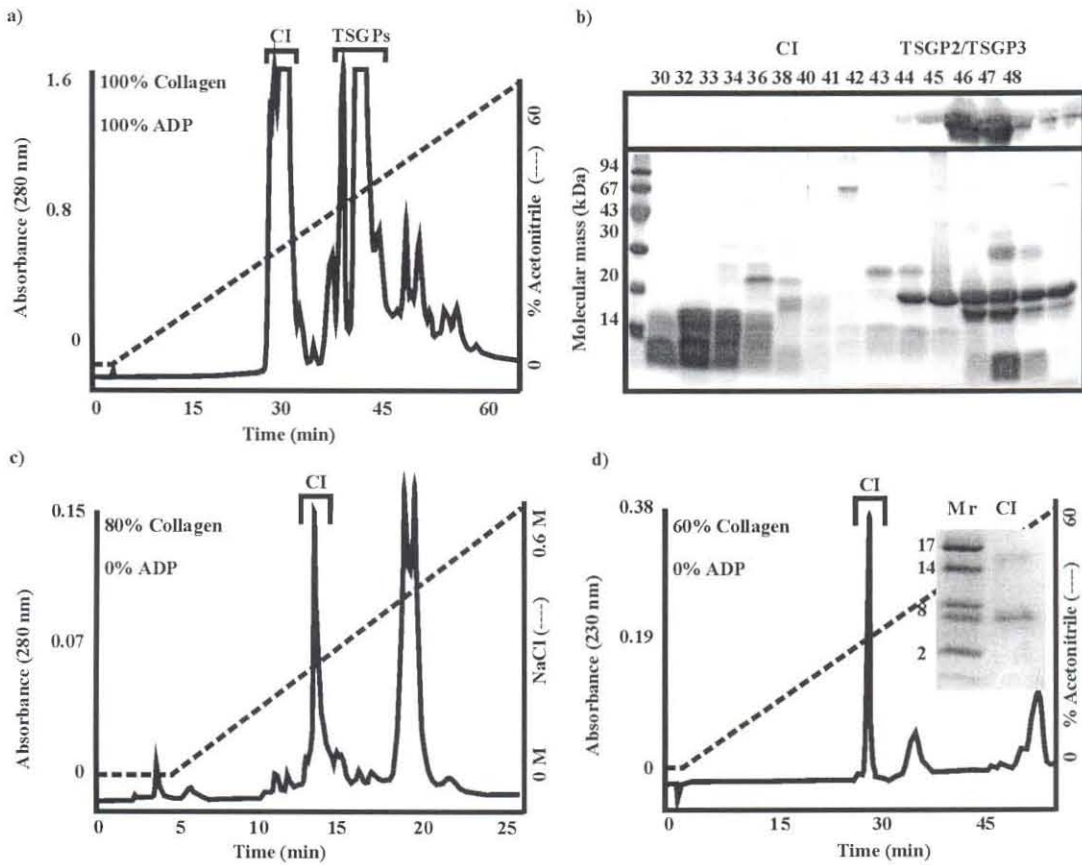 a)
CI TSGPs
1.6
100% Collagen
100% ADP
0.8
0
Absorbance (280 nm)
60
% Acetonitrile (----)
0
0 30 45 60
Time (min)
b)
CI TSGP2/TSGP3
30 32 33 34 36 38 40 41 42 43 44 45 46 47 48
Molecular mass (kDa)
94
67
43
30
20
14
c)
CI
0.15
80% Collagen
0% ADP
0.07
0
Absorbance (280 nm)
0.6 M
NaCl (----)
0 M
0 5 10 15 20 25
Time (min)
d)
CI
0.38
60% Collagen
0% ADP
0.19
0
Absorbance (230 nm)
Mr CI
17
14
8
2
60
% Acetonitrile (----)
0
0 15 30 45
Time (min)